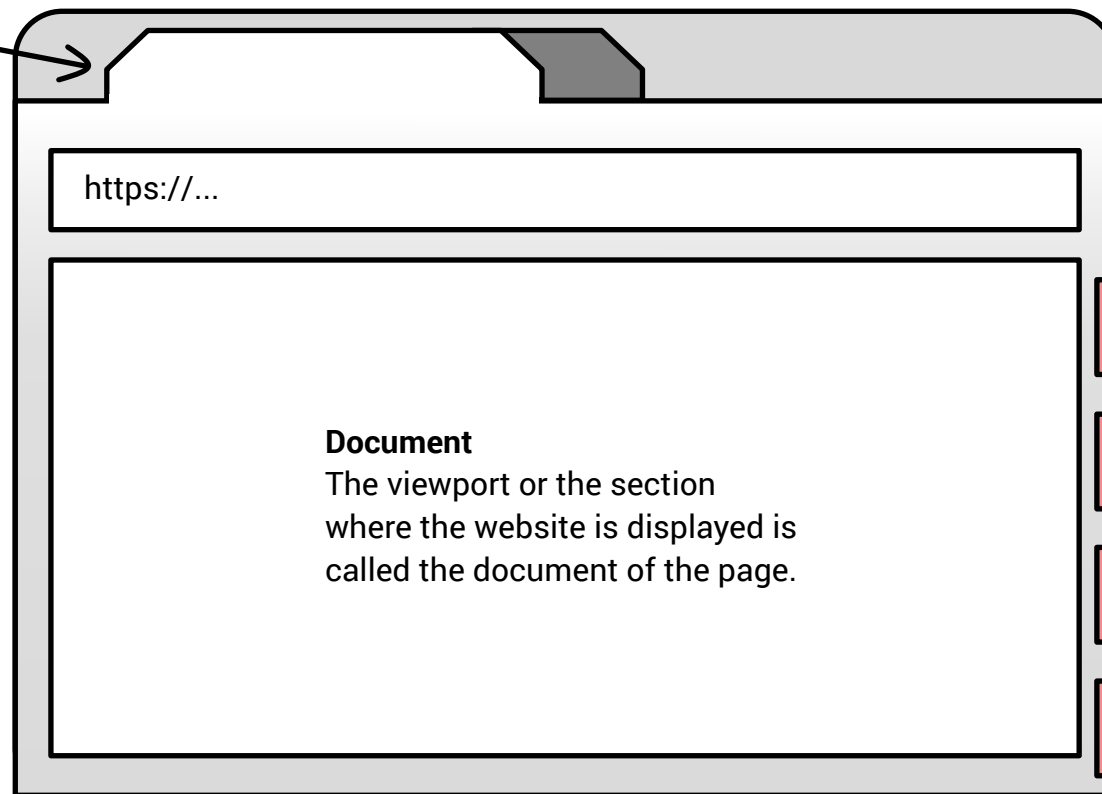 https://...
Document
The viewport or the section
where the website is displayed is
called the document of the page.